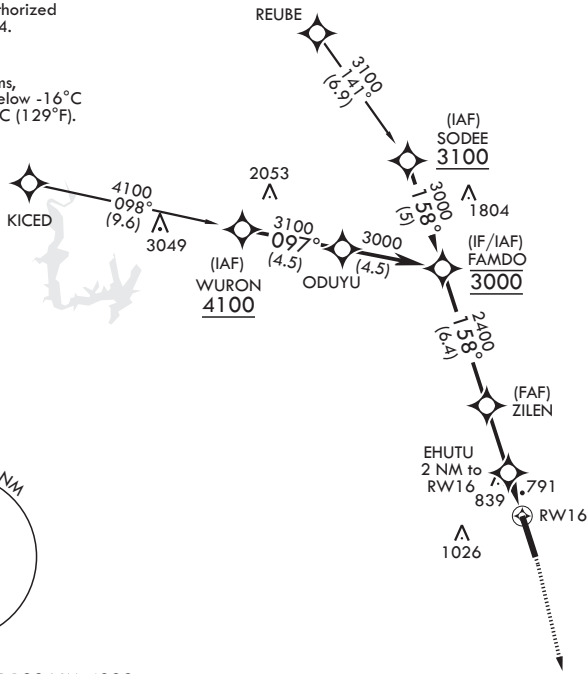 thorized
4.
ms,
elow -16°C
C (129°F).
REUBE
3100
141°
(6.9)
(IAF)
SODEE
3100
3000
158°
(5)
1804
KICED
4100
098°
(9.6)
3049
2053
(IAF)
WURON
4100
3100
097°
(4.5)
ODUYU
3000
(4.5)
(IF/IAF)
FAMDO
3000
2400
158°
(6.4)
(FAF)
ZILEN
EHUTU
2 NM to
RW16
839
791
RW16
1026
NM